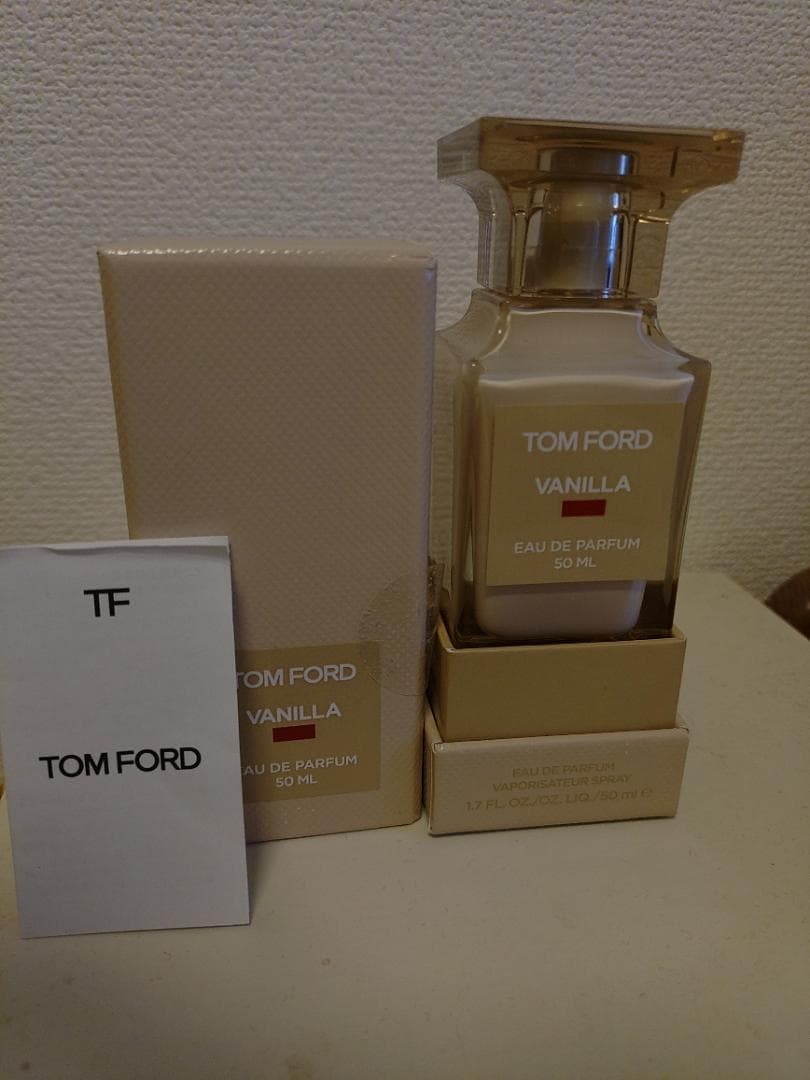 TF
TOM FORD
TOM FORD
VANILLA
EAU DE PARFUM
50 ML
TOM FORD
VANILLA
EAU DE PARFUM
50 ML
EAU DE PARFUM
VAPORISATEUR SPRAY
1.7 FL. OZ./OZ. LIQ./50 ml ℮